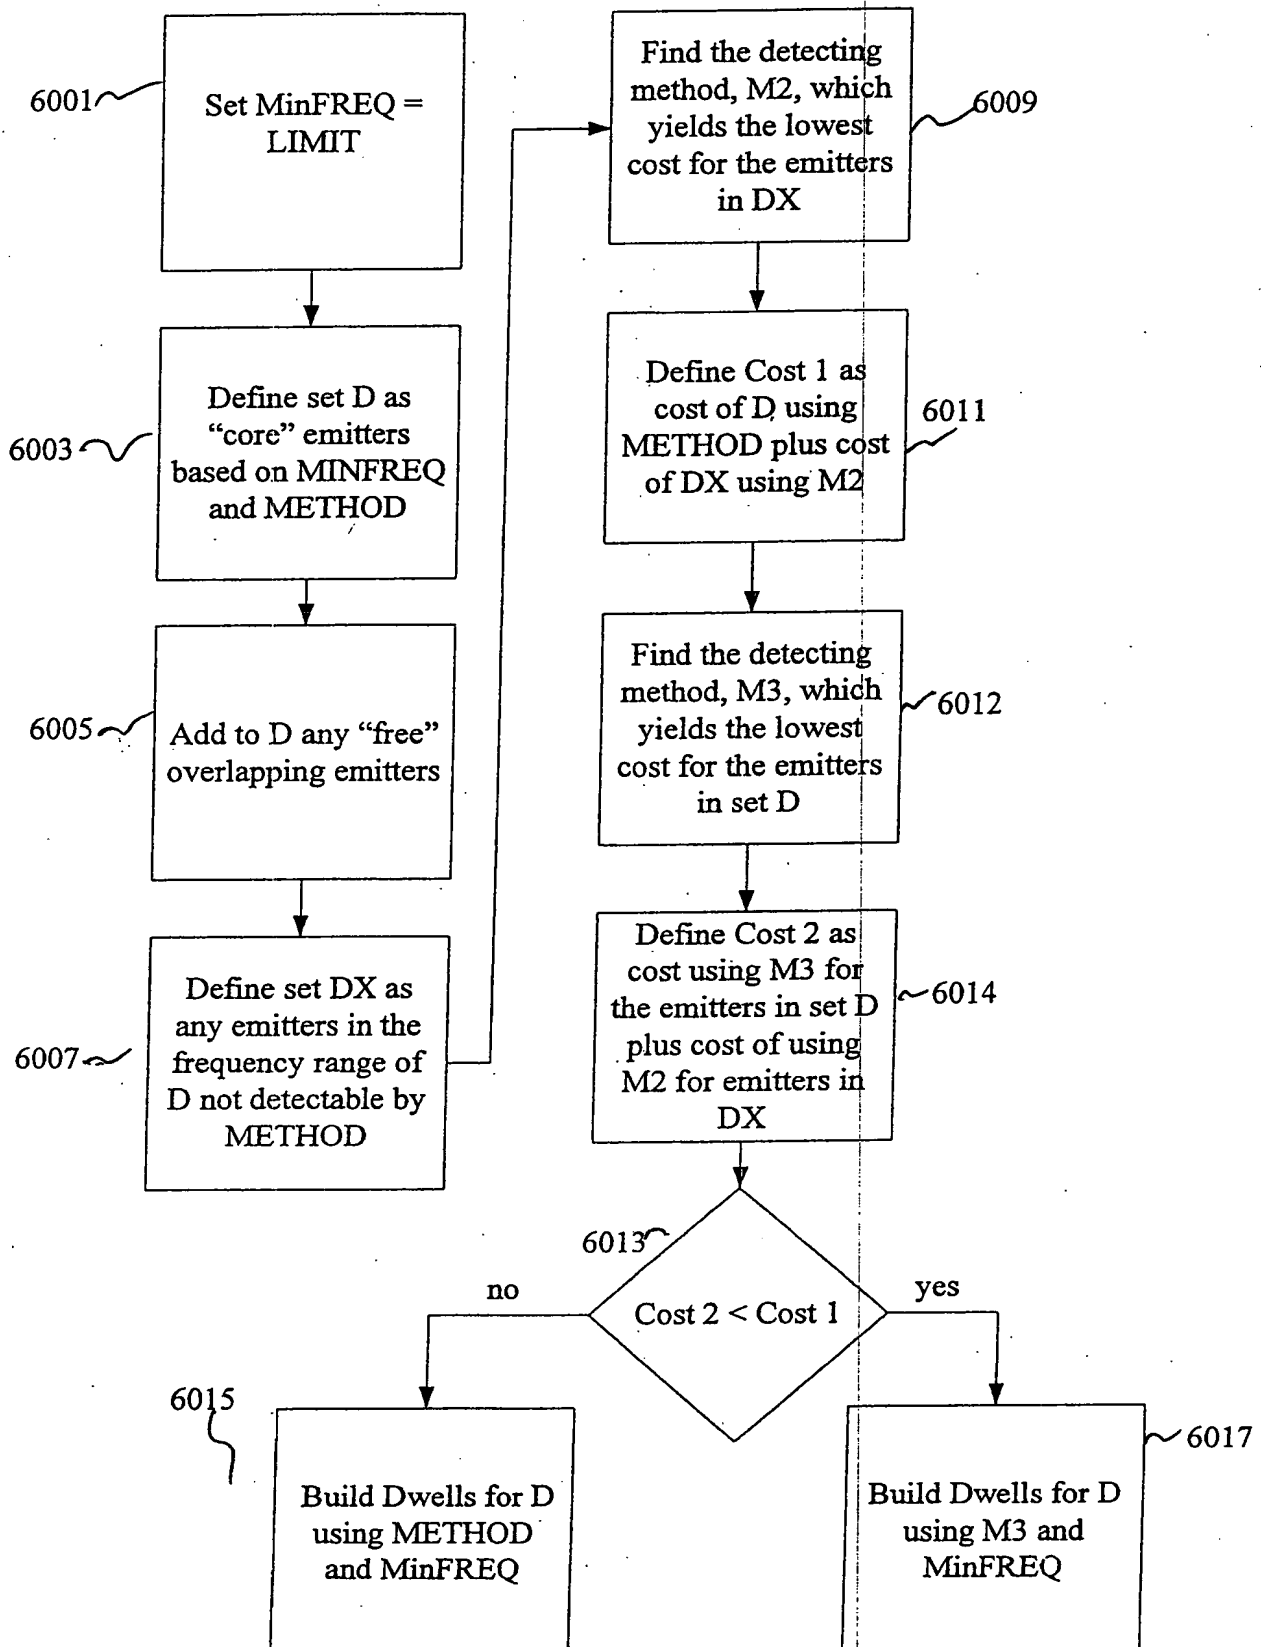 6001
Set MinFREQ =
LIMIT
6003
Define set D as
“core” emitters
based on MINFREQ
and METHOD
6005
Add to D any “free”
overlapping emitters
6007
Define set DX as
any emitters in the
frequency range of
D not detectable by
METHOD
Find the detecting
method, M2, which
yields the lowest
cost for the emitters
in DX
6009
Define Cost 1 as
cost of D using
METHOD plus cost
of DX using M2
6011
Find the detecting
method, M3, which
yields the lowest
cost for the emitters
in set D
6012
Define Cost 2 as
cost using M3 for
the emitters in set D
plus cost of using
M2 for emitters in
DX
6014
6013
Cost 2 < Cost 1
no
yes
6015
Build Dwells for D
using METHOD
and MinFREQ
6017
Build Dwells for D
using M3 and
MinFREQ